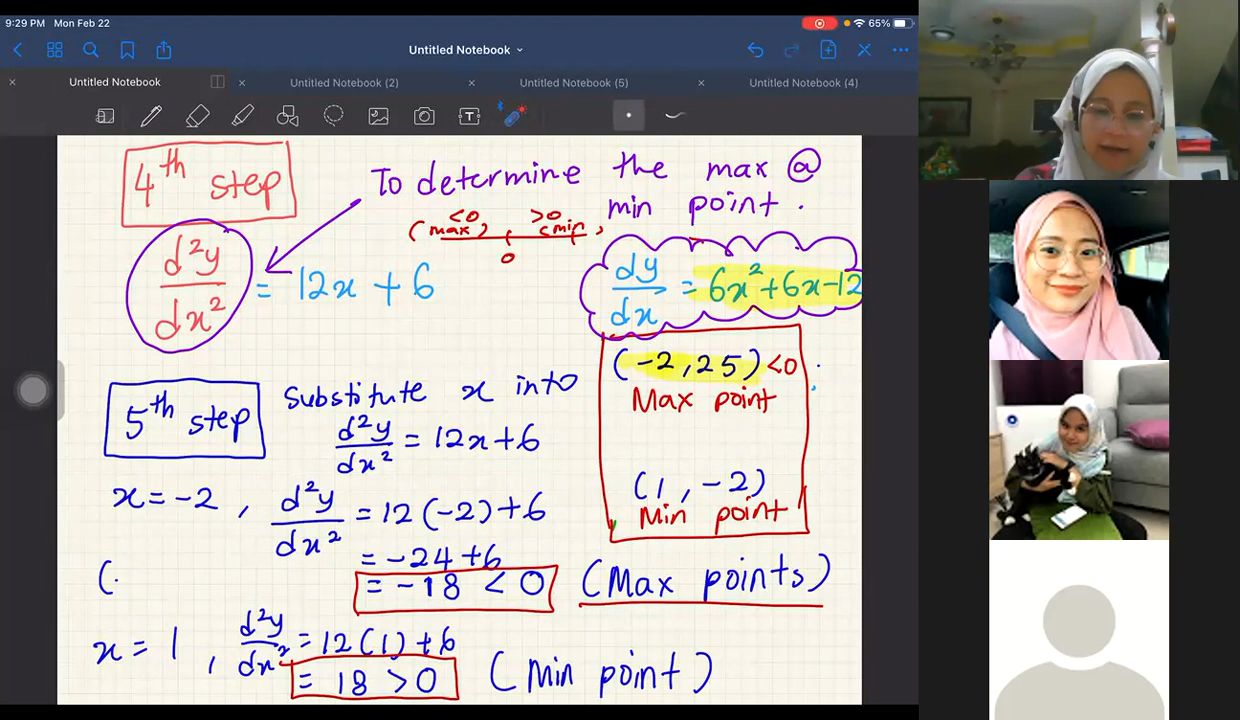 9:29 PM Mon Feb 22
65%
Untitled Notebook
Untitled Notebook
Untitled Notebook (2)
Untitled Notebook (5)
Untitled Notebook (4)
T
4th step
To determine the max @
min point.
<0 >0
(max) (min)
0
d²y/dx² = 12x + 6
dy/dx = 6x²+6x-12
(-2,25) <0
Max point
(1, -2)
Min point
5th step
Substitute x into
d²y/dx² = 12x+6
x = -2, d²y/dx² = 12(-2)+6
= -24+6
= -18 < 0 (Max points)
(
x = 1, d²y/dx² = 12(1)+6
= 18 >0 (Min point)